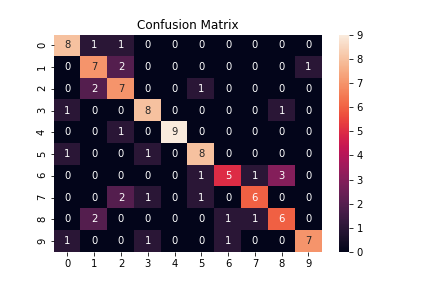 Confusion Matrix
0 8 1 1 0 0 0 0 0 0 0
1 0 7 2 0 0 0 0 0 0 1
2 0 2 7 0 0 1 0 0 0 0
3 1 0 0 8 0 0 0 0 1 0
4 0 0 1 0 9 0 0 0 0 0
5 1 0 0 1 0 8 0 0 0 0
6 0 0 0 0 0 1 5 1 3 0
7 0 0 2 1 0 1 0 6 0 0
8 0 2 0 0 0 0 1 1 6 0
9 1 0 0 1 0 0 1 0 0 7
0 1 2 3 4 5 6 7 8 9
9
8
7
6
5
4
3
2
1
0